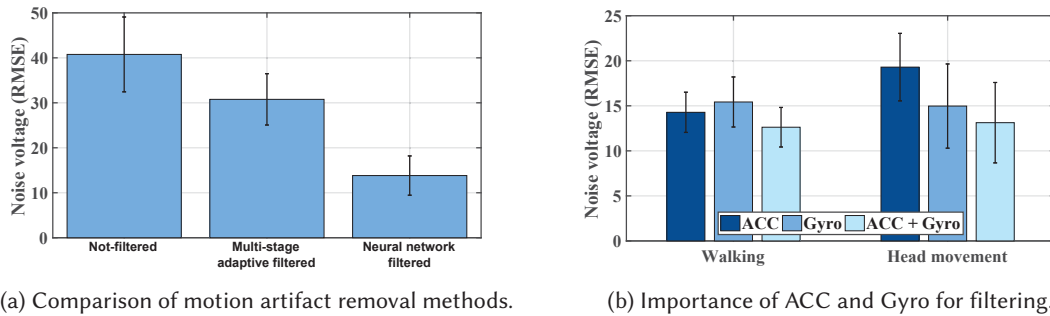 50
40
30
20
10
0
Noise voltage (RMSE)
Not-filtered
Multi-stage
adaptive filtered
Neural network
filtered
(a) Comparison of motion artifact removal methods.
25
20
15
10
5
0
Noise voltage (RMSE)
ACC Gyro ACC + Gyro
Walking Head movement
(b) Importance of ACC and Gyro for filtering.